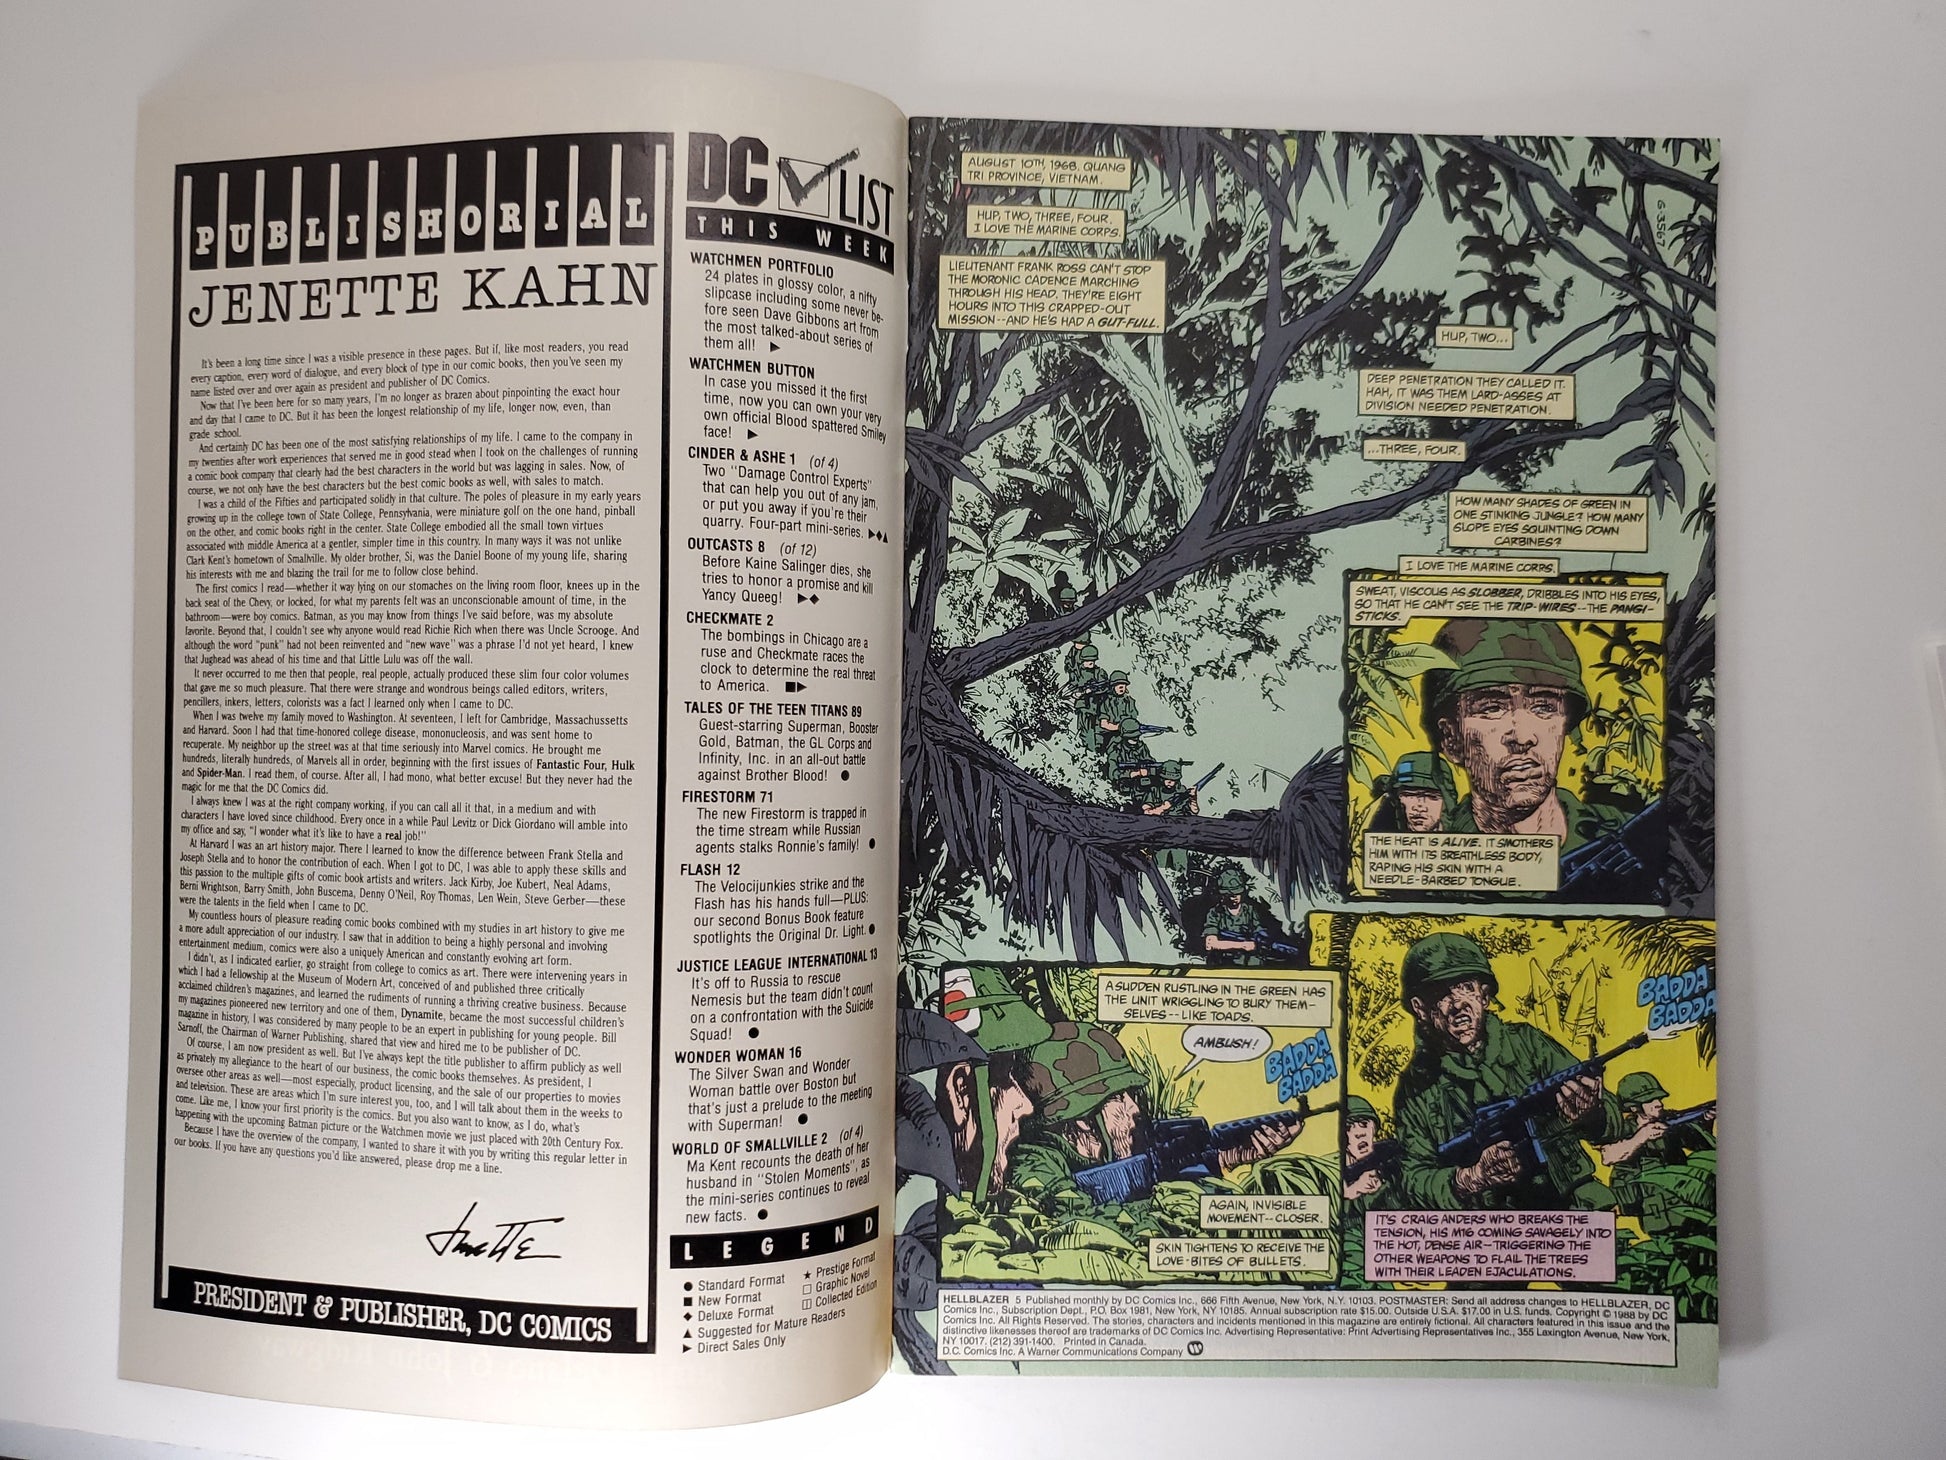 PUBLISHORIAL
JENETTE KAHN
It's been a long time since I was a visible presence in these pages. But if, like most readers, you read
every caption, every word of dialogue, and every block of type in our comic books, then you've seen my
name listed over and over again as president and publisher of DC Comics.
Now that I've been here for so many years, I'm no longer as brazen about pinpointing the exact hour
and day that I came to DC. But it has been the longest relationship of my life, longer now, even, than
grade school.
And certainly DC has been one of the most satisfying relationships of my life. I came to the company in
my twenties after work experiences that served me in good stead when I took on the challenges of running
a comic book company that clearly had the best characters in the world but was lagging in sales. Now, of
course, we not only have the best characters but the best comic books as well, with sales to match.
I was a child of the Fifties and participated solidly in that culture. The poles of pleasure in my early years
growing up in the college town of State College, Pennsylvania, were miniature golf on the one hand, pinball
on the other, and comic books right in the center. State College embodied all the small town virtues
associated with middle America at a gentler, simpler time in this country. In many ways it was not unlike
Clark Kent's hometown of Smalville. My older brother, Si, was the Daniel Boone of my young life, sharing
his interests with me and blazing the trail for me to follow close behind.
The first comics I read—whether it was lying on our stomaches on the living room floor, knees up in the
back seat of the Chevy, or locked, for what my parents felt was an unconscionable amount of time, in the
bathroom—were boy comics. Batman, as you may know from things I've said before, was my absolute
favorite. Beyond that, I couldn't see why anyone would read Richie Rich when there was Uncle Scrooge. And
although the word "punk" had not been reinvented and "new wave" was a phrase I'd not yet heard, I knew
that Jughead was ahead of his time and that Little Lulu was off the wall.
It never occurred to me then that people, real people, actually produced these slim four color volumes
that gave me so much pleasure. That there were strange and wondrous beings called editors, writers,
pencillers, inkers, letters, colorists was a fact I learned only when I came to DC.
When I was twelve my family moved to Washington. At seventeen, I left for Cambridge, Massachussetts
and Harvard. Soon I had that time-honored college disease, mononucleosis, and was sent home to
recuperate. My neighbor up the street was at that time seriously into Marvel comics. He brought me
hundreds, literally hundreds, of Marvels all in order, beginning with the first issues of Fantastic Four, Hulk
and Spider-Man. I read them, of course. After all, I had mono, what better excuse! But they never had the
magic for me that the DC Comics did.
I always knew I was at the right company working, if you can call all it that, in a medium and with
characters I have loved since childhood. Every once in a while Paul Levitz or Dick Giordano will amble into
my office and say, "I wonder what it's like to have a real job!"
At Harvard I was an art history major. There I learned to know the difference between Frank Stella and
Joseph Stella and to honor the contribution of each. When I got to DC, I was able to apply these skills and
this passion to the multiple gifts of comic book artists and writers. Jack Kirby, Joe Kubert, Neal Adams,
Berni Wrightson, Barry Smith, John Buscema, Denny O'Neil, Roy Thomas, Len Wein, Steve Gerber—these
were the talents in the field when I came to DC.
My countless hours of pleasure reading comic books combined with my studies in art history to give me
a more adult appreciation of our industry. I saw that in addition to being a highly personal and involving
entertainment medium, comics were also a uniquely American and constantly evolving art form.
I didn't, as I indicated earlier, go straight from college to comics as art. There were intervening years in
which I had a fellowship at the Museum of Modern Art, conceived of and published three critically
acclaimed children's magazines, and learned the rudiments of running a thriving creative business. Because
my magazines pioneered new territory and one of them, Dynamite, became the most successful children's
magazine in history, I was considered by many people to be an expert in publishing for young people. Bill
Sarnoff, the Chairman of Warner Publishing, shared that view and hired me to be publisher of DC.
Of course, I am now president as well. But I've always kept the title publisher to affirm publicly as well
as privately my allegiance to the heart of our business, the comic books themselves. As president, I
oversee other areas as well—most especially, product licensing, and the sale of our properties to movies
and television. These are areas which I'm sure interest you, too, and I will talk about them in the weeks to
come. Like me, I know your first priority is the comics. But you also want to know, as I do, what's
happening with the upcoming Batman picture or the Watchmen movie we just placed with 20th Century Fox.
Because I have the overview of the company, I wanted to share it with you by writing this regular letter in
our books. If you have any questions you'd like answered, please drop me a line.
Jenette
PRESIDENT & PUBLISHER, DC COMICS
DC LIST
THIS WEEK
WATCHMEN PORTFOLIO
24 plates in glossy color, a nifty
slipcase including some never be-
fore seen Dave Gibbons art from
the most talked-about series of
them all! ▶
WATCHMEN BUTTON
In case you missed it the first
time, now you can own your very
own official Blood spattered Smiley
face! ▶
CINDER & ASHE 1 (of 4)
Two "Damage Control Experts"
that can help you out of any jam,
or put you away if you're their
quarry. Four-part mini-series. ▶◆▲
OUTCASTS 8 (of 12)
Before Kaine Salinger dies, she
tries to honor a promise and kill
Yancy Queeg! ▶◆
CHECKMATE 2
The bombings in Chicago are a
ruse and Checkmate races the
clock to determine the real threat
to America. ■▶
TALES OF THE TEEN TITANS 89
Guest-starring Superman, Booster
Gold, Batman, the GL Corps and
Infinity, Inc. in an all-out battle
against Brother Blood! ●
FIRESTORM 71
The new Firestorm is trapped in
the time stream while Russian
agents stalks Ronnie's family! ●
FLASH 12
The Velocijunkies strike and the
Flash has his hands full—PLUS:
our second Bonus Book feature
spotlights the Original Dr. Light. ●
JUSTICE LEAGUE INTERNATIONAL 13
It's off to Russia to rescue
Nemesis but the team didn't count
on a confrontation with the Suicide
Squad! ●
WONDER WOMAN 16
The Silver Swan and Wonder
Woman battle over Boston but
that's just a prelude to the meeting
with Superman! ●
WORLD OF SMALLVILLE 2 (of 4)
Ma Kent recounts the death of her
husband in "Stolen Moments", as
the mini-series continues to reveal
new facts. ●
LEGEND
● Standard Format
■ New Format
◆ Deluxe Format
▲ Suggested for Mature Readers
▶ Direct Sales Only
★ Prestige Format
□ Graphic Novel
Collected Edition
AUGUST 10TH, 1968. QUANG
TRI PROVINCE, VIETNAM.
HUP, TWO, THREE, FOUR.
I LOVE THE MARINE CORPS.
LIEUTENANT FRANK ROSS CAN'T STOP
THE MORONIC CADENCE MARCHING
THROUGH HIS HEAD. THEY'RE EIGHT
HOURS INTO THIS CRAPPED-OUT
MISSION--AND HE'S HAD A GUT-FULL.
G-3567
HUP, TWO...
DEEP PENETRATION THEY CALLED IT.
HAH, IT WAS THEM LARD-ASSES AT
DIVISION NEEDED PENETRATION.
...THREE, FOUR.
HOW MANY SHADES OF GREEN IN
ONE STINKING JUNGLE? HOW MANY
SLOPE EYES SQUINTING DOWN
CARBINES?
I LOVE THE MARINE CORPS.
SWEAT, VISCOUS AS SLOBBER, DRIBBLES INTO HIS EYES,
SO THAT HE CAN'T SEE THE TRIP-WIRES--THE PANGI-
STICKS.
THE HEAT IS ALIVE. IT SMOTHERS
HIM WITH ITS BREATHLESS BODY,
RAPING HIS SKIN WITH A
NEEDLE-BARBED TONGUE.
A SUDDEN RUSTLING IN THE GREEN HAS
THE UNIT WRIGGLING TO BURY THEM-
SELVES--LIKE TOADS.
AMBUSH!
BADDA
BADDA
AGAIN, INVISIBLE
MOVEMENT--CLOSER.
SKIN TIGHTENS TO RECEIVE THE
LOVE-BITES OF BULLETS.
BADDA
BADDA
IT'S CRAIG ANDERS WHO BREAKS THE
TENSION, HIS M16 COMING SAVAGELY INTO
THE HOT, DENSE AIR--TRIGGERING THE
OTHER WEAPONS TO FLAIL THE TREES
WITH THEIR LEADEN EJACULATIONS.
HELLBLAZER 5 Published monthly by DC Comics Inc., 666 Fifth Avenue, New York, N.Y. 10103. POSTMASTER: Send all address changes to HELLBLAZER, DC
Comics Inc., Subscription Dept., P.O. Box 1981, New York, NY 10185. Annual subscription rate $15.00. Outside U.S.A. $17.00 in U.S. funds. Copyright © 1988 by DC
Comics Inc. All Rights Reserved. The stories, characters and incidents mentioned in this magazine are entirely fictional. All characters featured in this issue and the
distinctive likenesses thereof are trademarks of DC Comics Inc. Advertising Representative: Print Advertising Representatives Inc., 355 Lexington Avenue, New York,
NY 10017. (212) 391-1400. Printed in Canada.
D.C. Comics Inc. A Warner Communications Company